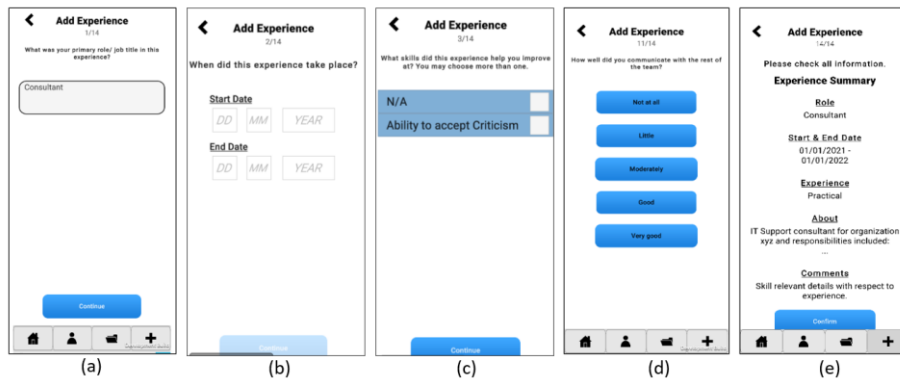 Add Experience
1/14
What was your primary role/ job title in this
experience?
Consultant
Continue
(a)
Add Experience
2/14
When did this experience take place?
Start Date
DD MM YEAR
End Date
DD MM YEAR
Continue
(b)
Add Experience
3/14
What skills did this experience help you improve
at? You may choose more than one.
N/A
Ability to accept Criticism
Continue
(c)
Add Experience
11/14
How well did you communicate with the rest of
the team?
Not at all
Little
Moderately
Good
Very good
(d)
Add Experience
14/14
Please check all information.
Experience Summary
Role
Consultant
Start & End Date
01/01/2021 -
01/01/2022
Experience
Practical
About
IT Support consultant for organization
xyz and responsibilities included:
...
Comments
Skill relevant details with respect to
experience.
Confirm
(e)